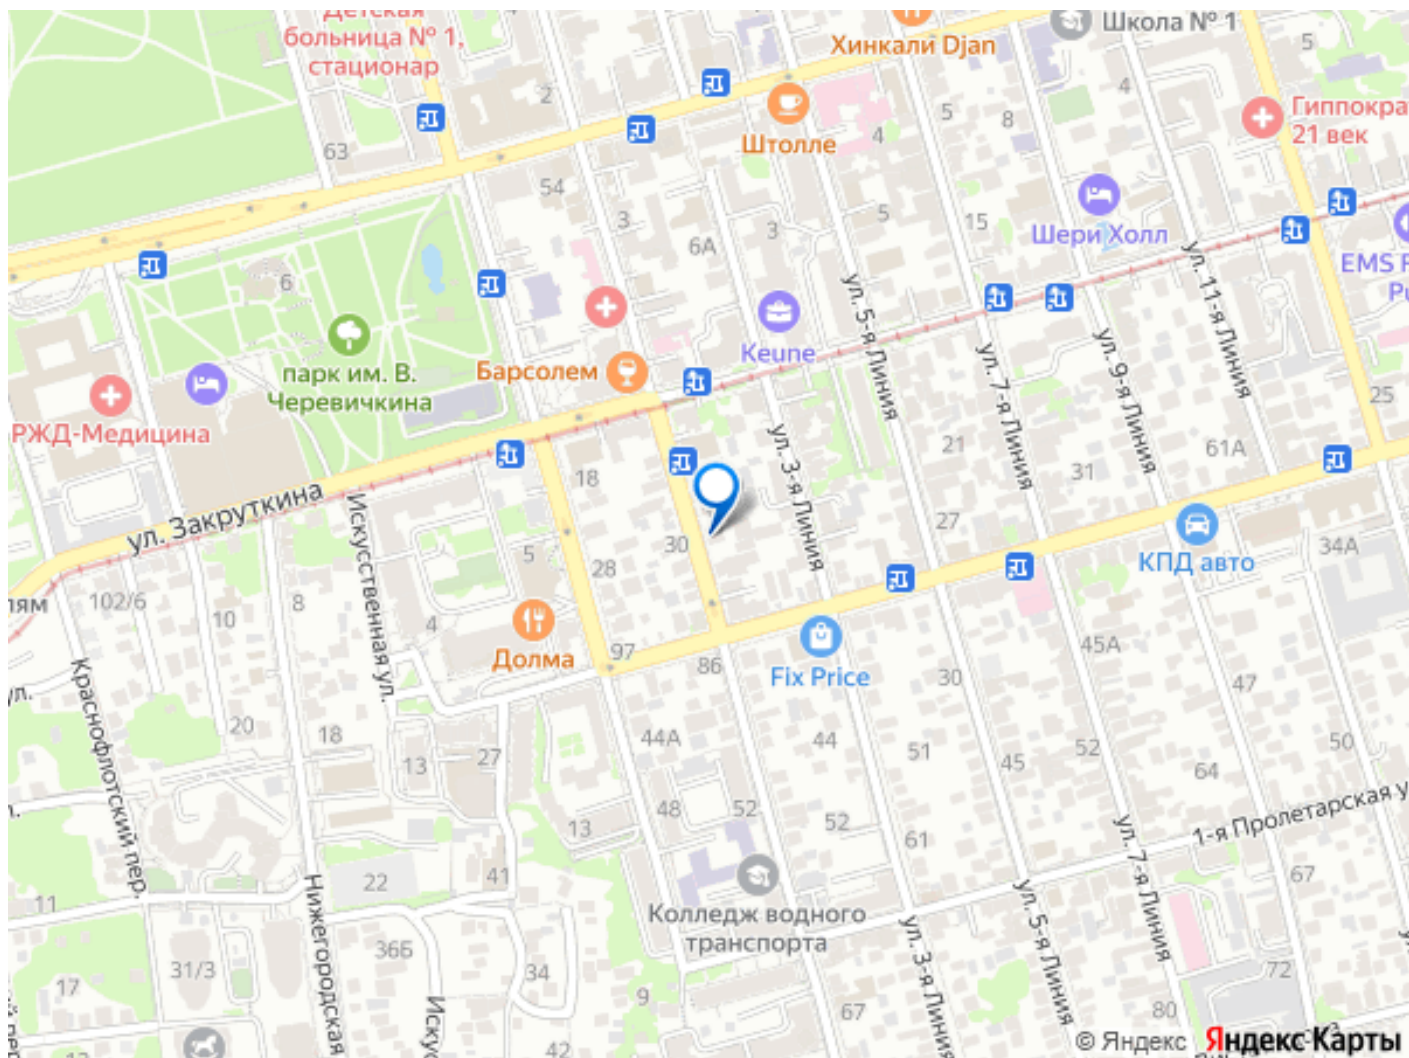 Детская
больница № 1,
стационар
Школа № 1
Хинкали Djan
5
4
2
Гиппокра
21 век
5
8
63
Штолле
4
54
3
5
15
6А
3
Шери Холл
ул. 11-я Линия
EMS F
Pu
6
ул. 5-я Линия
Keune
ул. 9-я Линия
ул. 7-я Линия
парк им. В.
Черевичкина
Барсолем
25
РЖД-Медицина
ул. 3-я Линия
21
61А
18
31
ул. Закруткина
Искусственная ул.
27
30
34А
5
28
КПД авто
лям
102/6
8
10
4
97
86
Долма
Fix Price
45А
Краснофлотский пер.
ул.
30
47
20
18
44А
44
51
52
50
13
27
45
64
48
52
52
1-я Пролетарская у
л.
13
61
ул. 7-я Линия
22
41
67
11
Нижегородская
Колледж водного
транспорта
ул. 5-я Линия
ул. 3-я Линия
36Б
31/3
34
72
17
9
67
80
Искус
42
13
© Яндекс Яндекс Карты